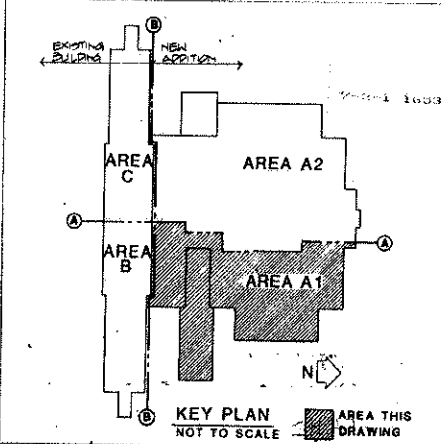 B
EXISTING BUILDING
NEW ADDITION
AREA C
AREA A2
A
A
AREA B
AREA A1
N
B
KEY PLAN
NOT TO SCALE
AREA THIS
DRAWING